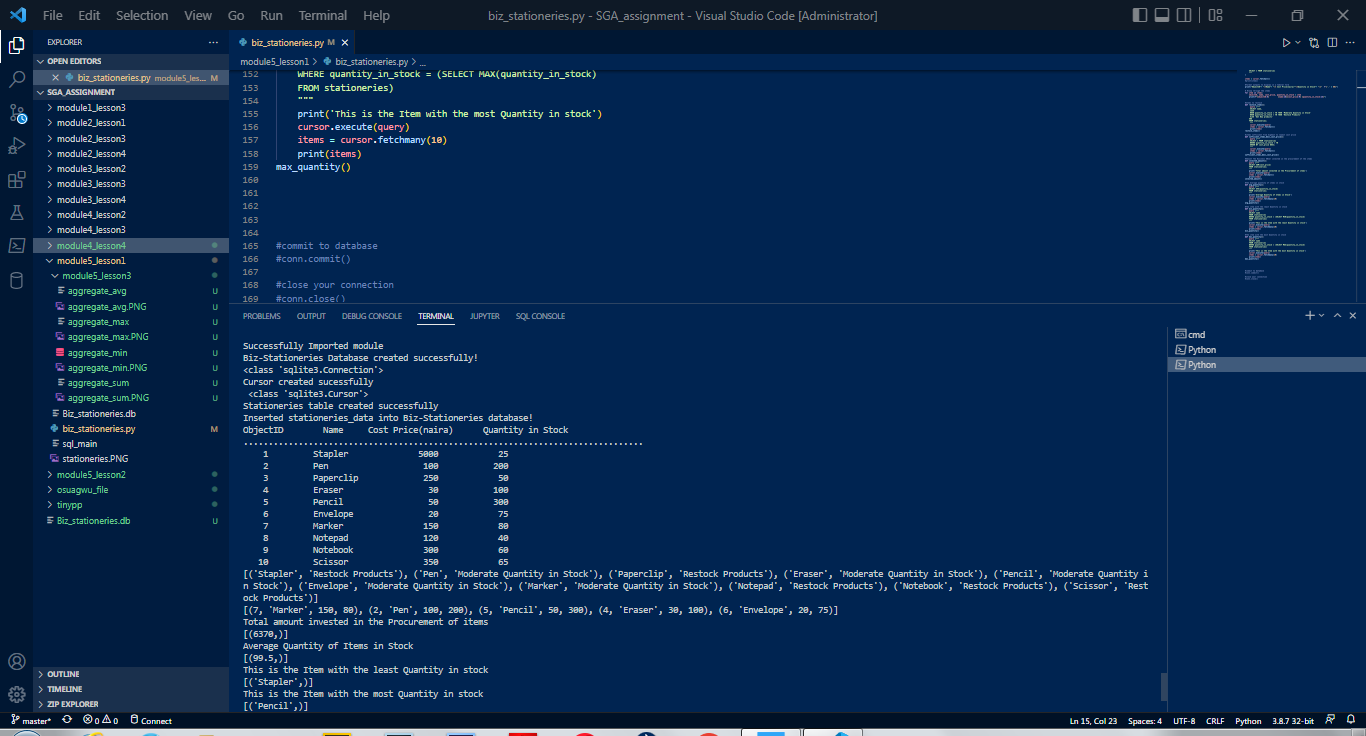 File Edit Selection View Go Run Terminal Help
biz_stationeries.py - SGA_assignment - Visual Studio Code [Administrator]
EXPLORER
OPEN EDITORS
biz_stationeries.py module5_les... M
SGA_ASSIGNMENT
module1_lesson3
module2_lesson1
module2_lesson3
module2_lesson4
module3_lesson2
module3_lesson3
module3_lesson4
module4_lesson2
module4_lesson3
module4_lesson4
module5_lesson1
module5_lesson3
aggregate_avg U
aggregate_avg.PNG U
aggregate_max U
aggregate_max.PNG U
aggregate_min U
aggregate_min.PNG U
aggregate_sum U
aggregate_sum.PNG U
Biz_stationeries.db
biz_stationeries.py M
sql_main
stationeries.PNG
module5_lesson2
osuagwu_file
tinypp
Biz_stationeries.db U
OUTLINE
TIMELINE
ZIP EXPLORER
biz_stationeries.py M
module5_lesson1 > biz_stationeries.py > ...
152 WHERE quantity_in_stock = (SELECT MAX(quantity_in_stock)
153 FROM stationeries)
154 """
155 print('This is the Item with the most Quantity in stock')
156 cursor.execute(query)
157 items = cursor.fetchmany(10)
158 print(items)
159 max_quantity()
160
161
162
163
164
165 #commit to database
166 #conn.commit()
167
168 #close your connection
169 #conn.close()
PROBLEMS OUTPUT DEBUG CONSOLE TERMINAL JUPYTER SQL CONSOLE
Successfully Imported module
Biz-Stationeries Database created successfully!
<class 'sqlite3.Connection'>
Cursor created sucessfully
<class 'sqlite3.Cursor'>
Stationeries table created successfully
Inserted stationeries_data into Biz-Stationeries database!
ObjectID Name Cost Price(naira) Quantity in Stock
...............................................................................
1 Stapler 5000 25
2 Pen 100 200
3 Paperclip 250 50
4 Eraser 30 100
5 Pencil 50 300
6 Envelope 20 75
7 Marker 150 80
8 Notepad 120 40
9 Notebook 300 60
10 Scissor 350 65
[('Stapler', 'Restock Products'), ('Pen', 'Moderate Quantity in Stock'), ('Paperclip', 'Restock Products'), ('Eraser', 'Moderate Quantity in Stock'), ('Pencil', 'Moderate Quantity i
n Stock'), ('Envelope', 'Moderate Quantity in Stock'), ('Marker', 'Moderate Quantity in Stock'), ('Notepad', 'Restock Products'), ('Notebook', 'Restock Products'), ('Scissor', 'Rest
ock Products')]
[(7, 'Marker', 150, 80), (2, 'Pen', 100, 200), (5, 'Pencil', 50, 300), (4, 'Eraser', 30, 100), (6, 'Envelope', 20, 75)]
Total amount invested in the Procurement of items
[(6370,)]
Average Quantity of Items in Stock
[(99.5,)]
This is the Item with the least Quantity in stock
[('Stapler',)]
This is the Item with the most Quantity in stock
[('Pencil',)]
cmd
Python
Python
master* 0 0 Connect
Ln 15, Col 23 Spaces: 4 UTF-8 CRLF Python 3.8.7 32-bit